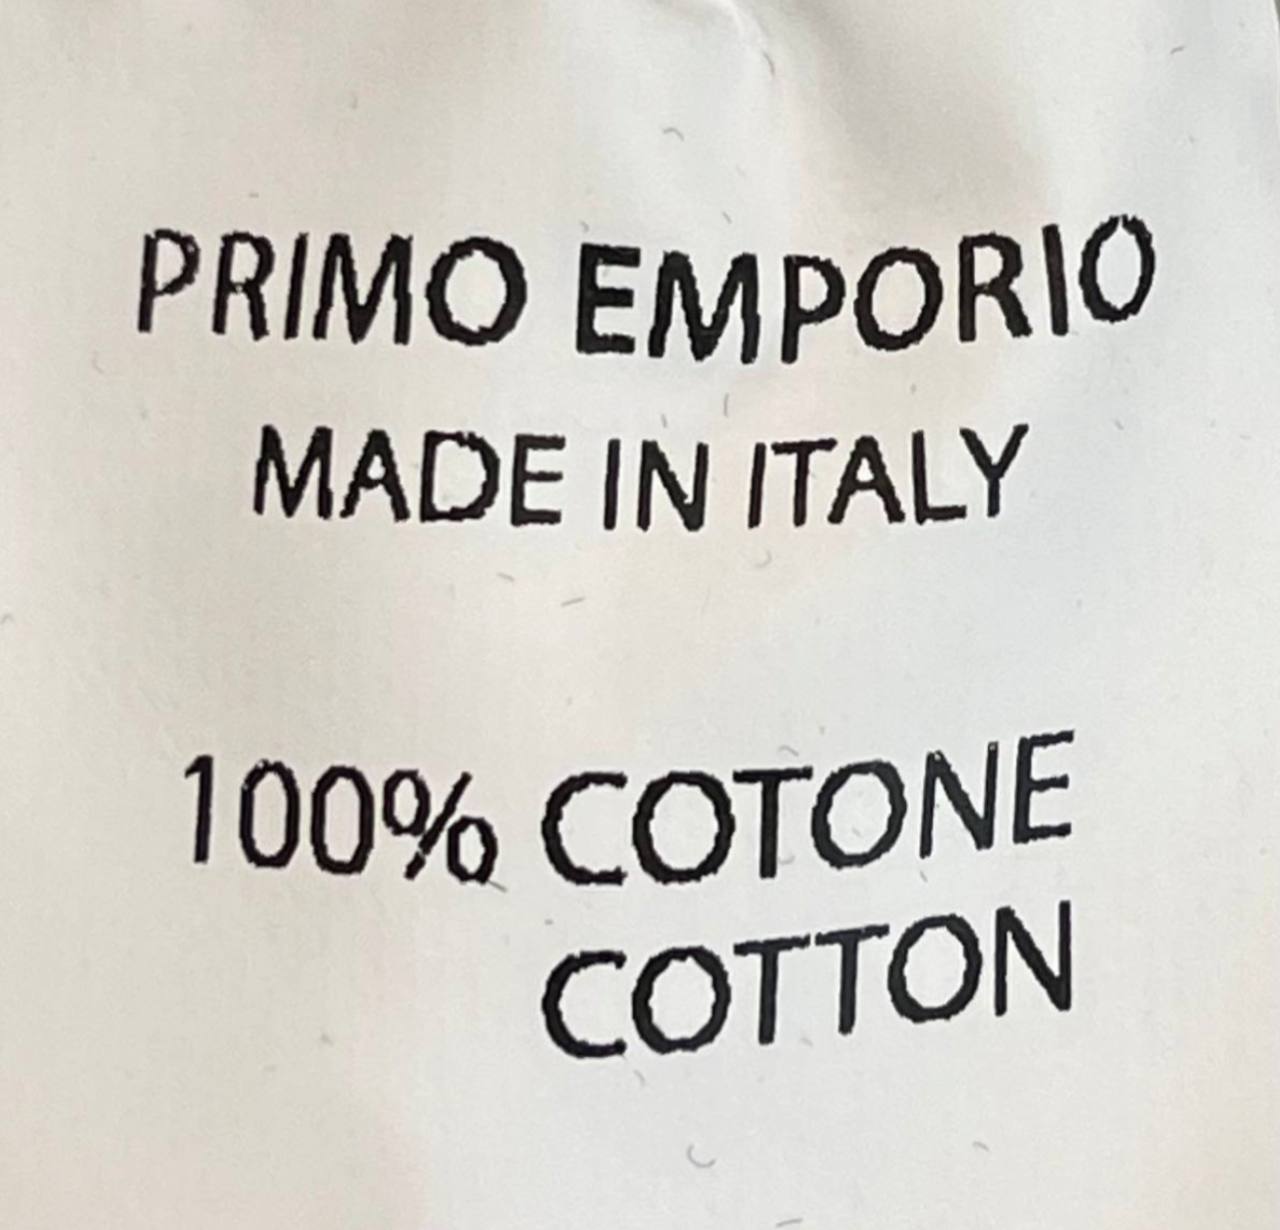 PRIMO EMPORIO
MADE IN ITALY
100% COTONE
COTTON